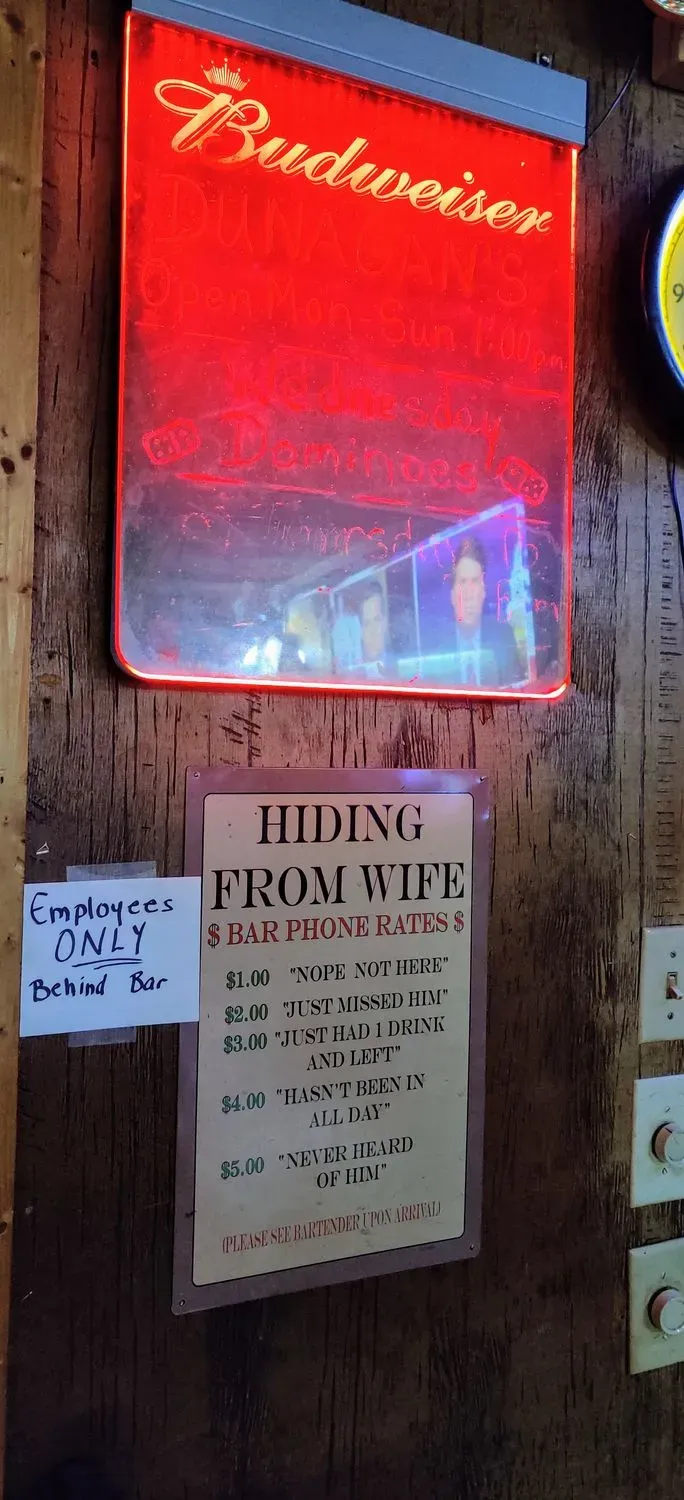 Budweiser
DUNAGAN'S
Open Mon-Sun 1:00pm
Wednesday
Dominoes
9
HIDING
FROM WIFE
$ BAR PHONE RATES $
$1.00 "NOPE NOT HERE"
$2.00 "JUST MISSED HIM"
$3.00 "JUST HAD 1 DRINK
AND LEFT"
$4.00 "HASN'T BEEN IN
ALL DAY"
$5.00 "NEVER HEARD
OF HIM"
(PLEASE SEE BARTENDER UPON ARRIVAL)
Employees
ONLY
Behind Bar